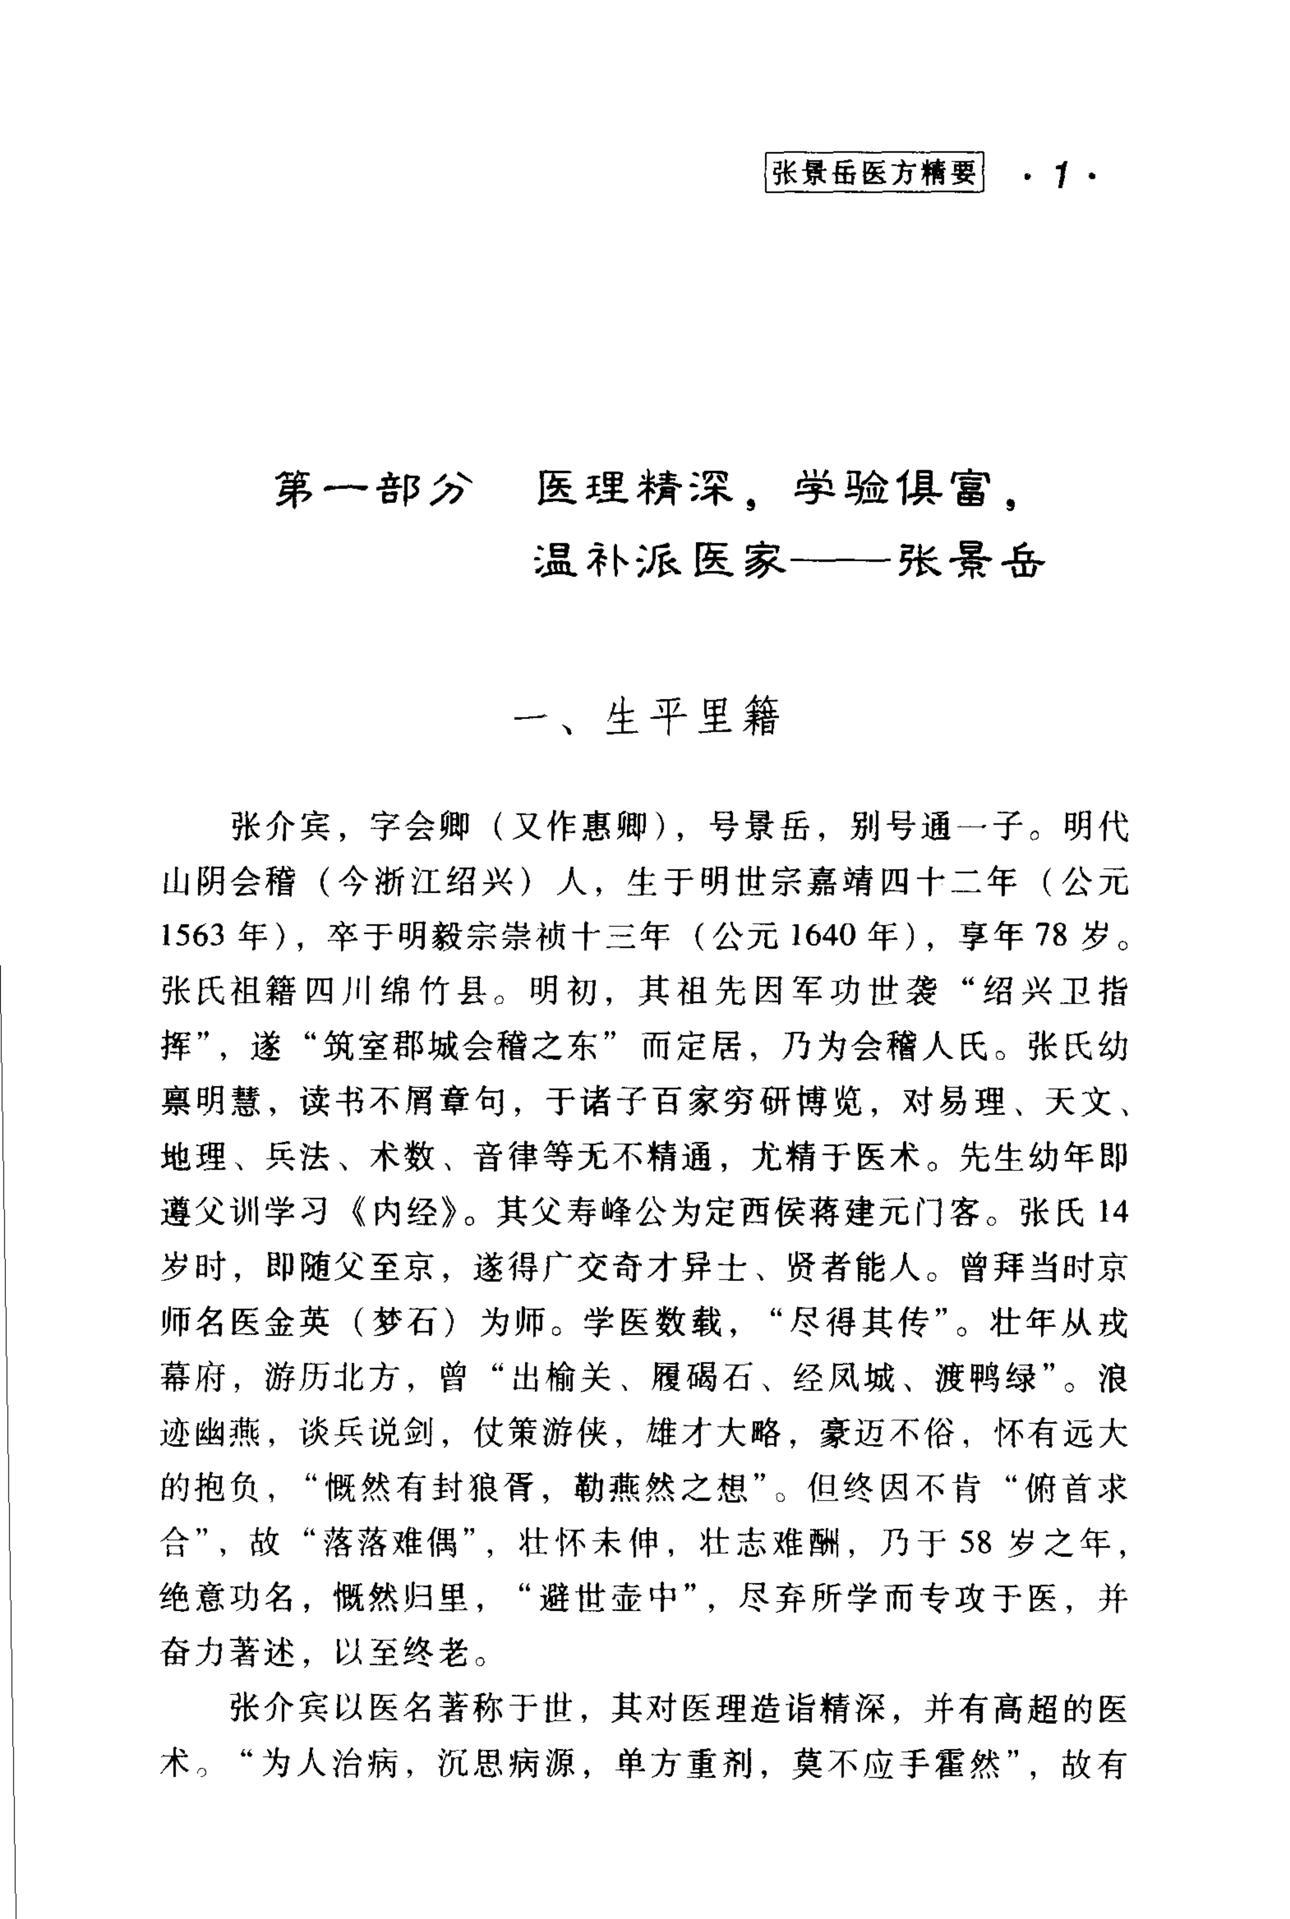 张景岳医方精要 · 1 ·
第一部分 医理精深，学验俱富，
温补派医家——张景岳
一、生平里籍
张介宾，字会卿（又作惠卿），号景岳，别号通一子。明代
山阴会稽（今浙江绍兴）人，生于明世宗嘉靖四十二年（公元
1563 年），卒于明毅宗崇祯十三年（公元 1640 年），享年 78 岁。
张氏祖籍四川绵竹县。明初，其祖先因军功世袭“绍兴卫指
挥”，遂“筑室郡城会稽之东”而定居，乃为会稽人氏。张氏幼
禀明慧，读书不屑章句，于诸子百家穷研博览，对易理、天文、
地理、兵法、术数、音律等无不精通，尤精于医术。先生幼年即
遵父训学习《内经》。其父寿峰公为定西侯蒋建元门客。张氏 14
岁时，即随父至京，遂得广交奇才异士、贤者能人。曾拜当时京
师名医金英（梦石）为师。学医数载，“尽得其传”。壮年从戎
幕府，游历北方，曾“出榆关、履碣石、经凤城、渡鸭绿”。浪
迹幽燕，谈兵说剑，仗策游侠，雄才大略，豪迈不俗，怀有远大
的抱负，“慨然有封狼胥，勒燕然之想”。但终因不肯“俯首求
合”，故“落落难偶”，壮怀未伸，壮志难酬，乃于 58 岁之年，
绝意功名，慨然归里，“避世壶中”，尽弃所学而专攻于医，并
奋力著述，以至终老。
张介宾以医名著称于世，其对医理造诣精深，并有高超的医
术。“为人治病，沉思病源，单方重剂，莫不应手霍然”，故有